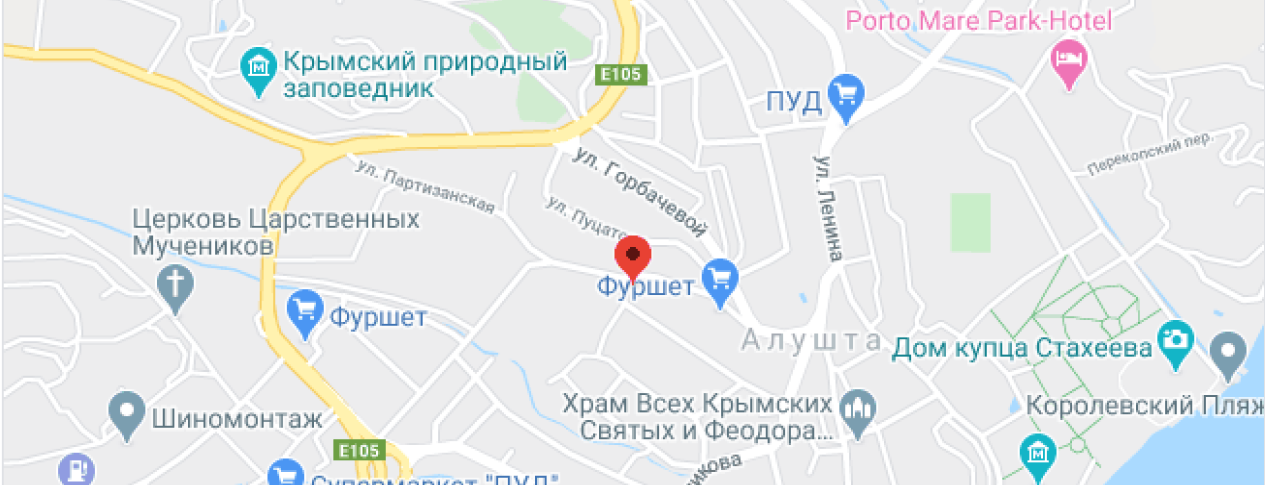 Porto Mare Park-Hotel
Крымский природный
заповедник
E105
ПУД
ул. Горбачевой
Перекопский пер.
ул. Партизанская
ул. Ленина
ул. Пуцато
Церковь Царственных
Мучеников
Фуршет
Фуршет
Алушта
Дом купца Стахеева
Храм Всех Крымских
Святых и Феодора...
Королевский Пляж
Шиномонтаж
E105
Супермаркет "ПУД"